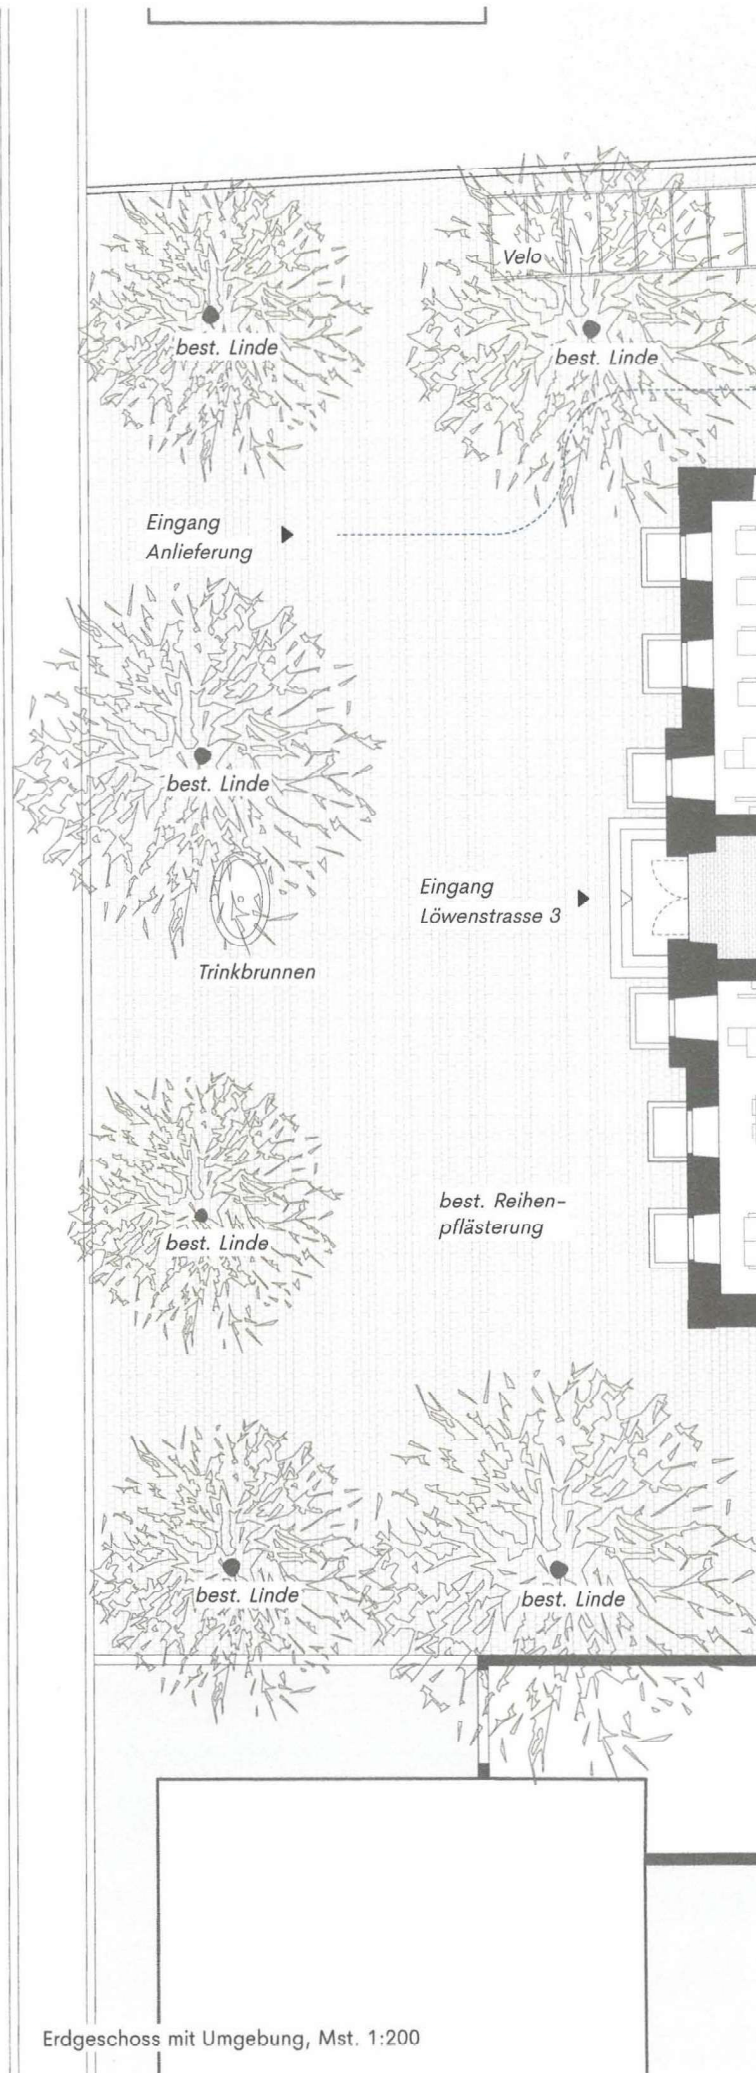 Velo
best. Linde
best. Linde
Eingang
Anlieferung
best. Linde
Eingang
Löwenstrasse 3
Trinkbrunnen
best. Reihen-
pflästerung
best. Linde
best. Linde
best. Linde
Erdgeschoss mit Umgebung, Mst. 1:200